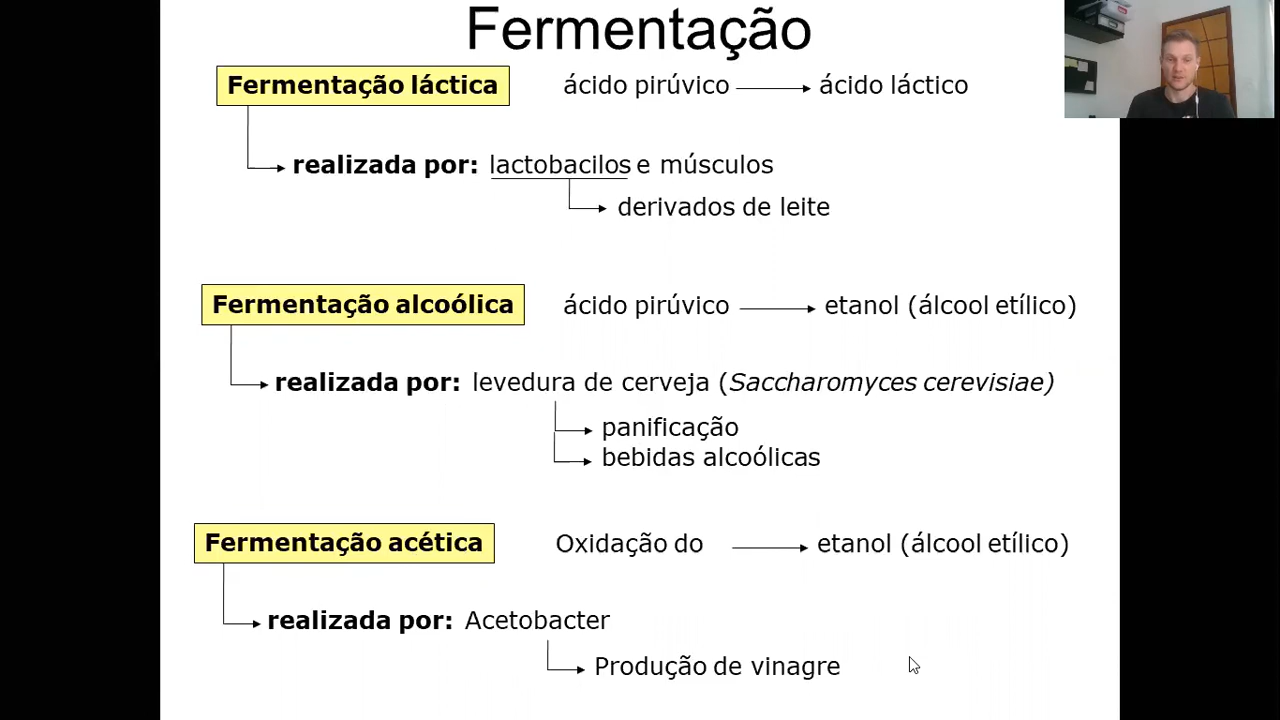 Fermentação
Fermentação láctica ácido pirúvico ácido láctico
realizada por: lactobacilos e músculos
derivados de leite
Fermentação alcoólica ácido pirúvico etanol (álcool etílico)
realizada por: levedura de cerveja (Saccharomyces cerevisiae)
panificação
bebidas alcoólicas
Fermentação acética Oxidação do etanol (álcool etílico)
realizada por: Acetobacter
Produção de vinagre